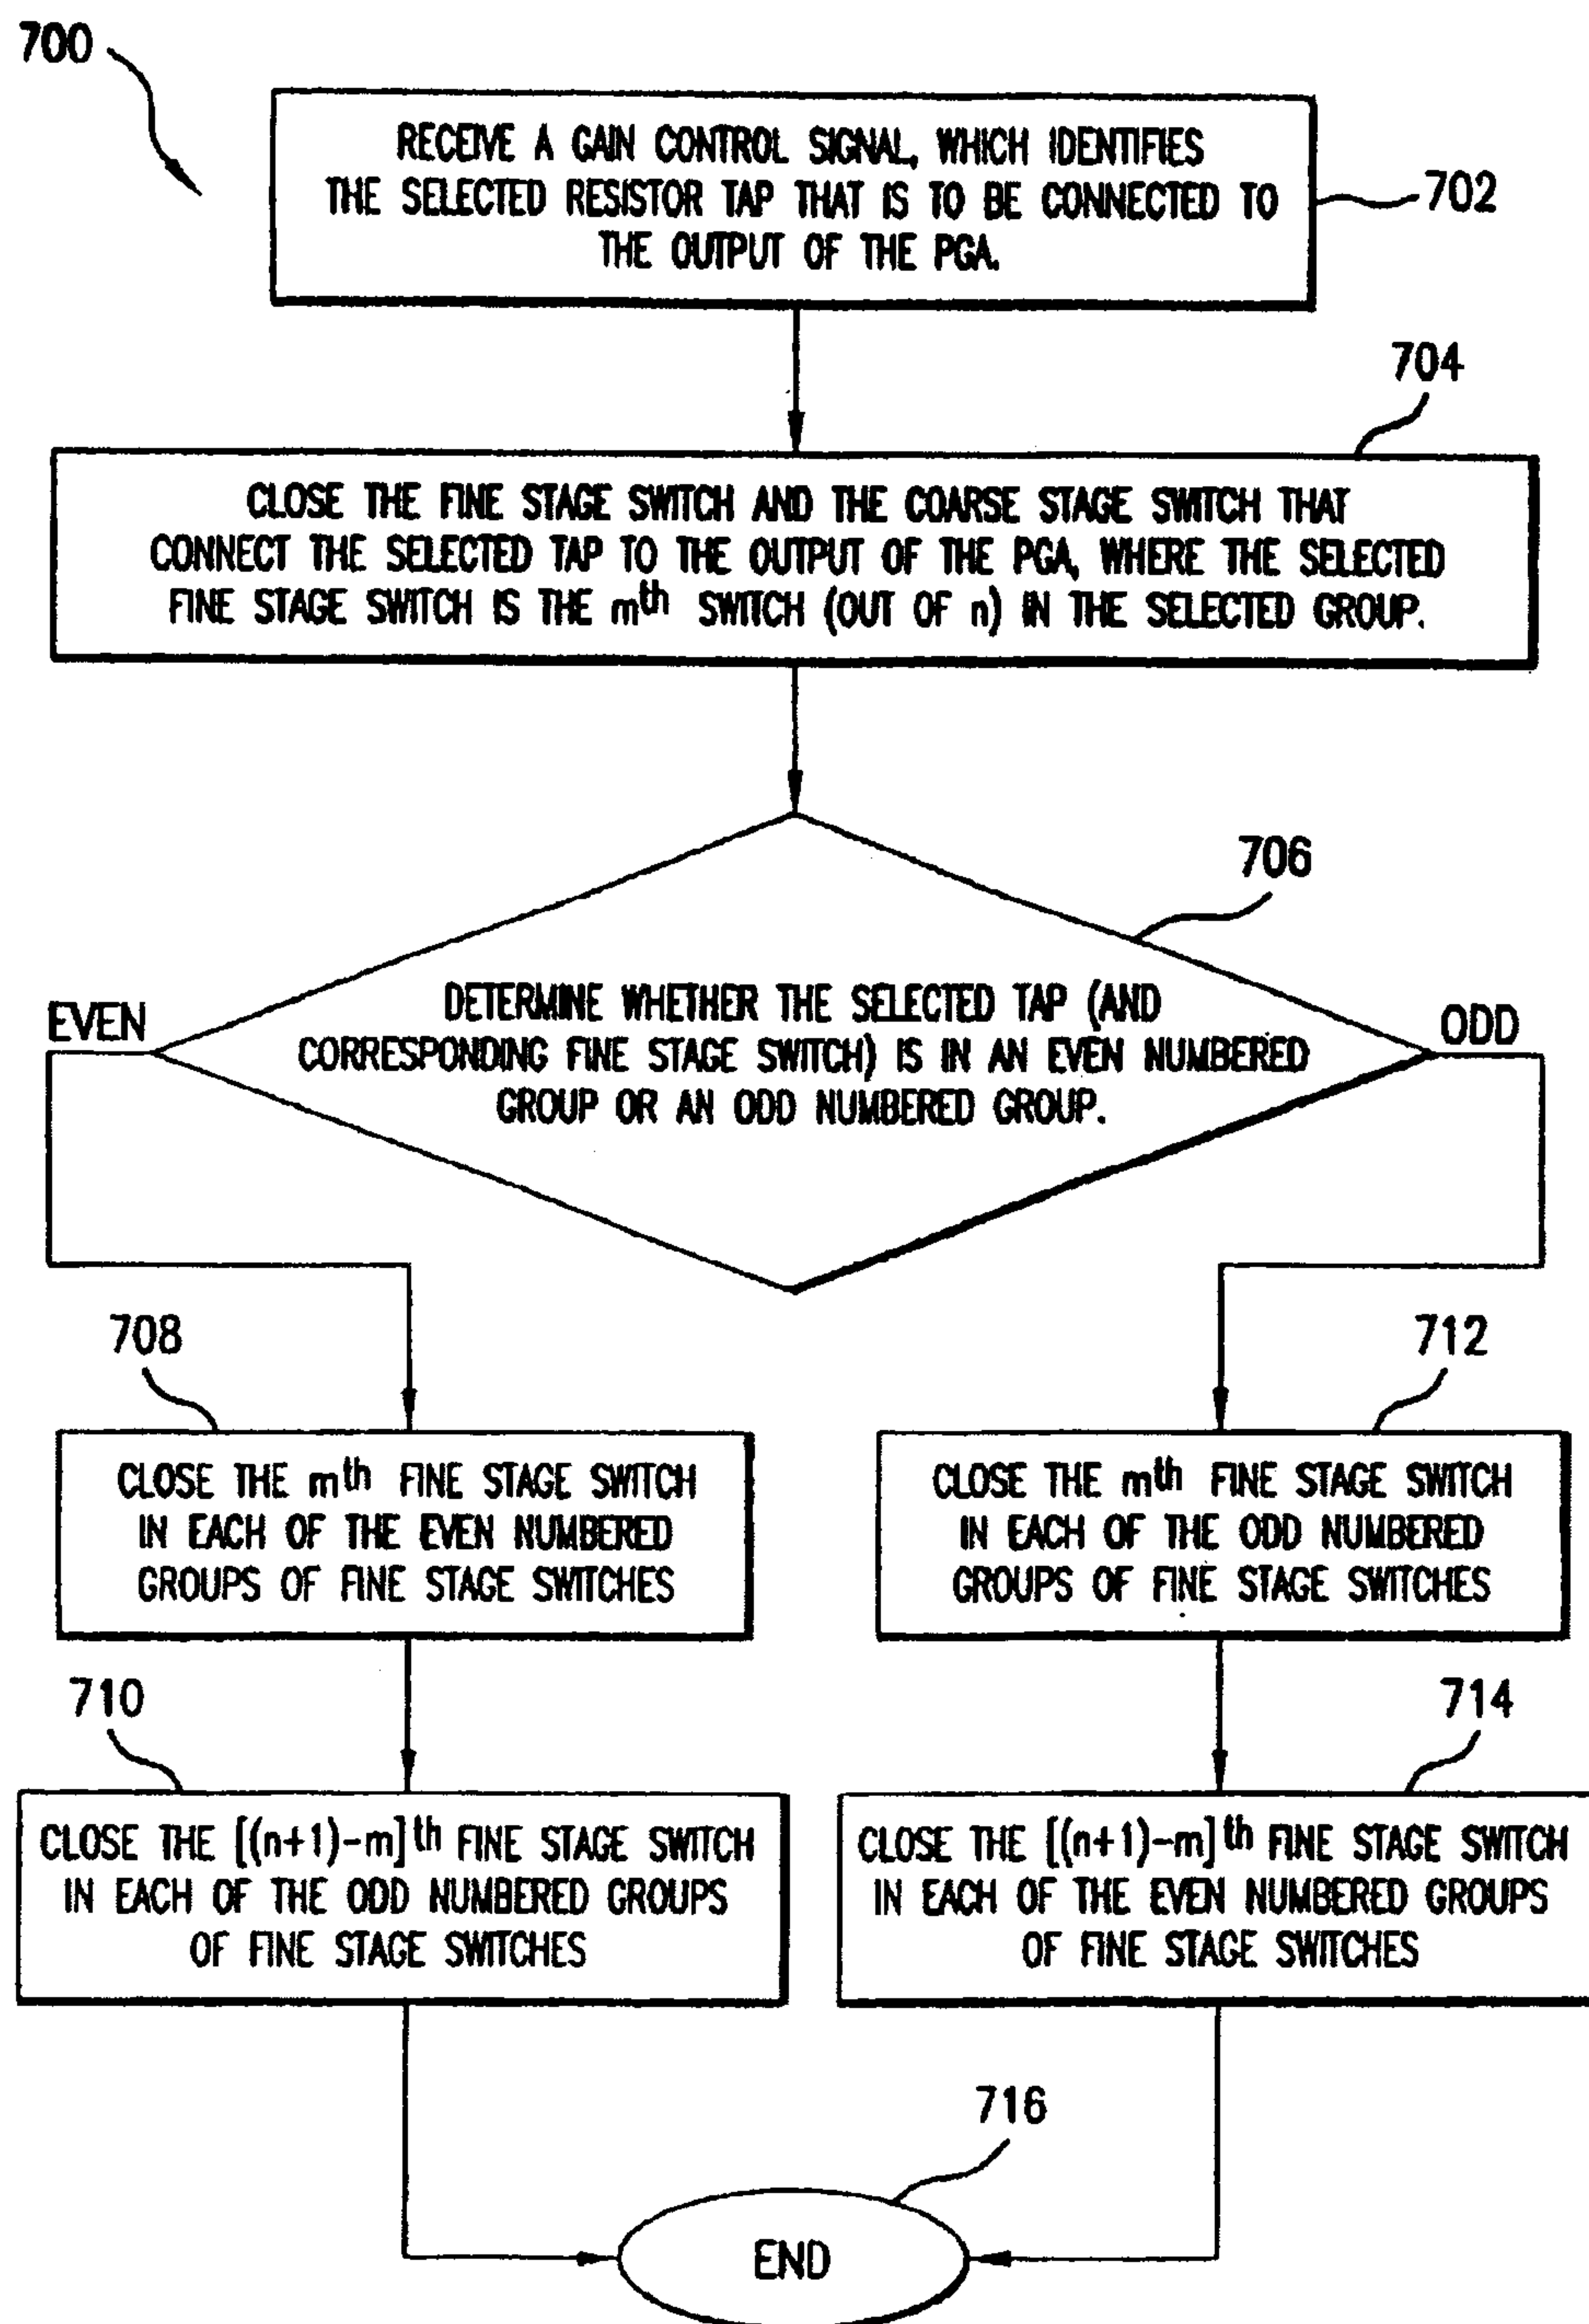 700
RECEIVE A GAIN CONTROL SIGNAL, WHICH IDENTIFIES
THE SELECTED RESISTOR TAP THAT IS TO BE CONNECTED TO
THE OUTPUT OF THE PGA.
702
704
CLOSE THE FINE STAGE SWITCH AND THE COARSE STAGE SWITCH THAT
CONNECT THE SELECTED TAP TO THE OUTPUT OF THE PGA, WHERE THE SELECTED
FINE STAGE SWITCH IS THE mth SWITCH (OUT OF n) IN THE SELECTED GROUP.
706
DETERMINE WHETHER THE SELECTED TAP (AND
CORRESPONDING FINE STAGE SWITCH) IS IN AN EVEN NUMBERED
GROUP OR AN ODD NUMBERED GROUP.
EVEN
ODD
708
CLOSE THE mth FINE STAGE SWITCH
IN EACH OF THE EVEN NUMBERED
GROUPS OF FINE STAGE SWITCHES
712
CLOSE THE mth FINE STAGE SWITCH
IN EACH OF THE ODD NUMBERED
GROUPS OF FINE STAGE SWITCHES
710
CLOSE THE [(n+1)-m]th FINE STAGE SWITCH
IN EACH OF THE ODD NUMBERED GROUPS
OF FINE STAGE SWITCHES
714
CLOSE THE [(n+1)-m]th FINE STAGE SWITCH
IN EACH OF THE EVEN NUMBERED GROUPS
OF FINE STAGE SWITCHES
716
END